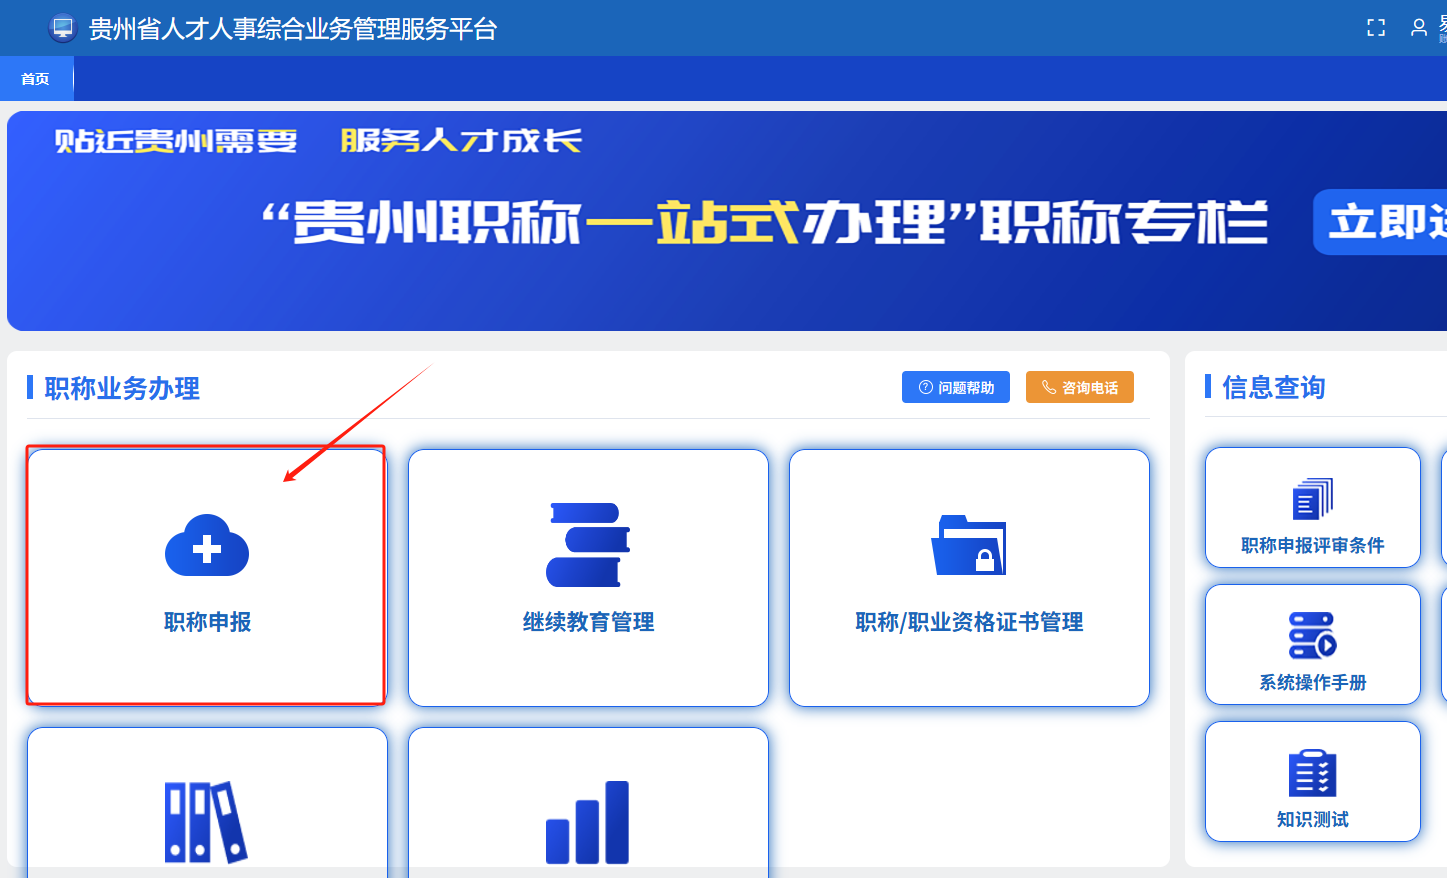 贵州省人才人事综合业务管理服务平台
首页
贴近贵州需要 服务人才成长
“贵州职称一站式办理”职称专栏
立即
职称业务办理
问题帮助
咨询电话
信息查询
职称申报
继续教育管理
职称/职业资格证书管理
职称申报评审条件
系统操作手册
知识测试